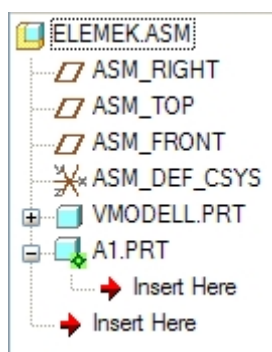 ELEMEK.ASM
ASM_RIGHT
ASM_TOP
ASM_FRONT
ASM_DEF_CSYS
VMODELL.PRT
A1.PRT
Insert Here
Insert Here